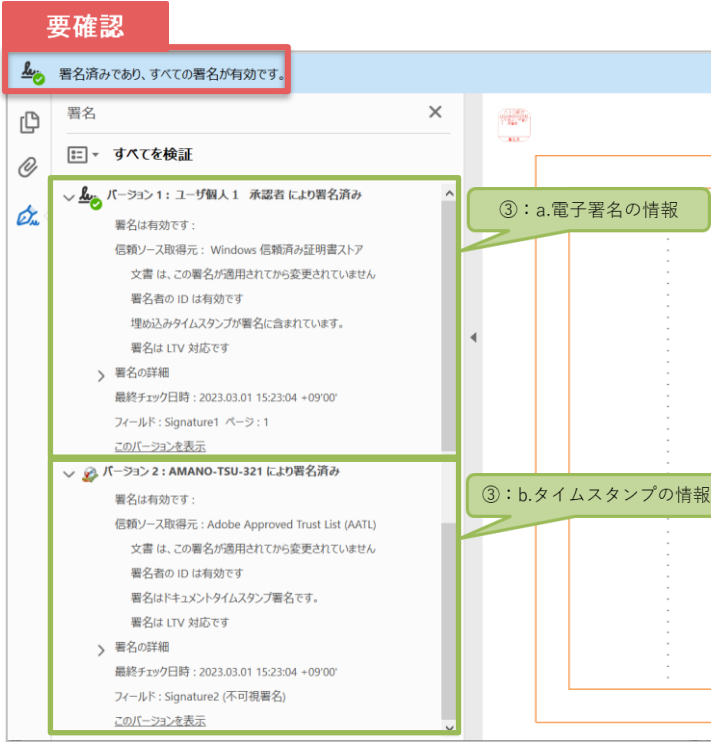 要確認
署名済みであり、すべての署名が有効です。
署名
すべてを検証
バージョン 1 : ユーザ個人 1 承認者 により署名済み
署名は有効です :
信頼ソース取得元 : Windows 信頼済み証明書ストア
文書 は、この署名が適用されてから変更されていません
署名者の ID は有効です
埋め込みタイムスタンプが署名に含まれています。
署名は LTV 対応です
署名の詳細
最終チェック日時 : 2023.03.01 15:23:04 +09'00'
フィールド : Signature1 ページ : 1
このバージョンを表示
③：a.電子署名の情報
バージョン 2 : AMANO-TSU-321 により署名済み
署名は有効です :
信頼ソース取得元 : Adobe Approved Trust List (AATL)
文書 は、この署名が適用されてから変更されていません
署名者の ID は有効です
署名はドキュメントタイムスタンプ署名です。
署名は LTV 対応です
署名の詳細
最終チェック日時 : 2023.03.01 15:23:04 +09'00'
フィールド : Signature2 (不可視署名)
このバージョンを表示
③：b.タイムスタンプの情報